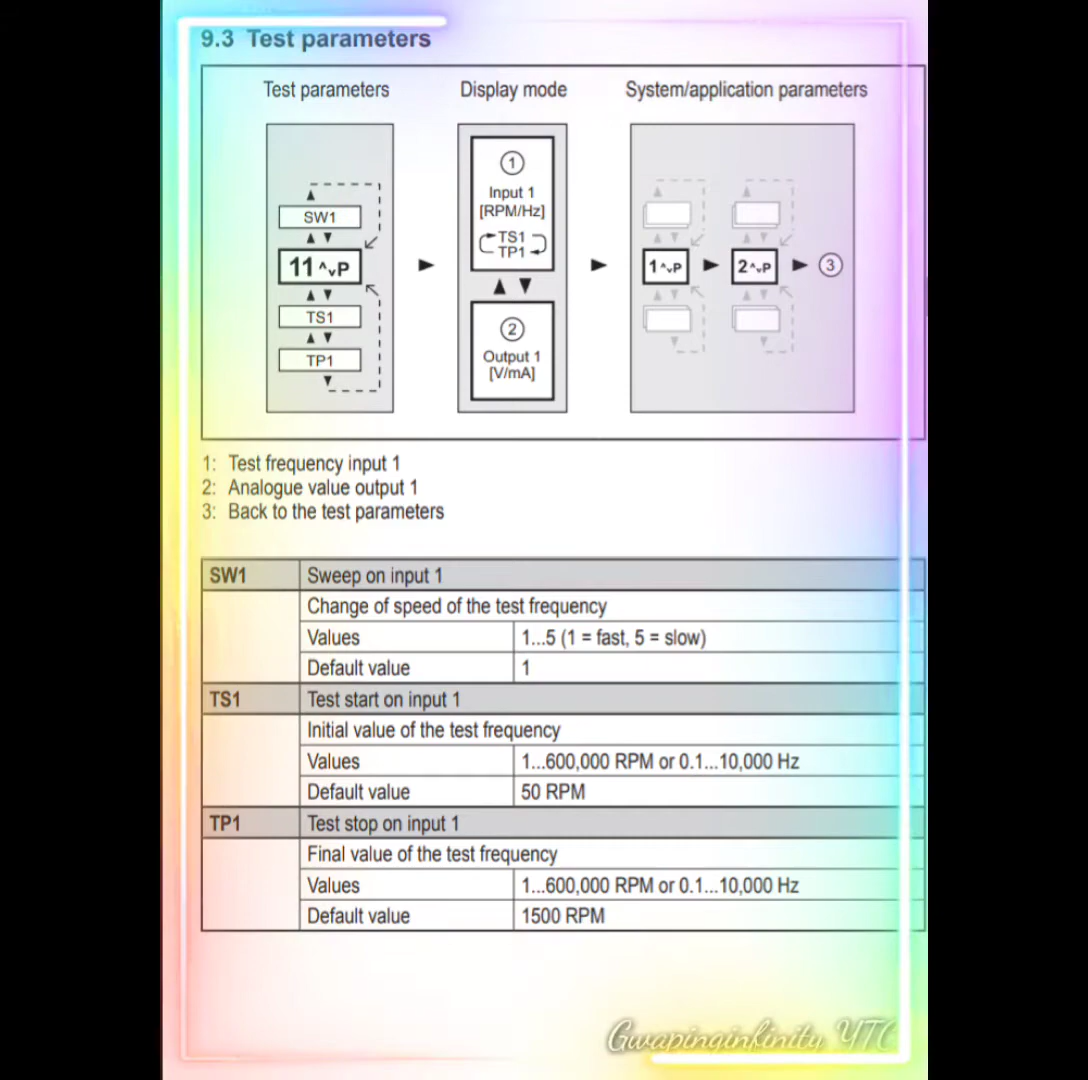 9.3 Test parameters
Test parameters
Display mode
System/application parameters
SW1
11 ^vP
TS1
TP1
1
Input 1
[RPM/Hz]
TS1
TP1
2
Output 1
[V/mA]
1^vP
2^vP
3
1: Test frequency input 1
2: Analogue value output 1
3: Back to the test parameters
SW1 Sweep on input 1
Change of speed of the test frequency
Values 1...5 (1 = fast, 5 = slow)
Default value 1
TS1 Test start on input 1
Initial value of the test frequency
Values 1...600,000 RPM or 0.1...10,000 Hz
Default value 50 RPM
TP1 Test stop on input 1
Final value of the test frequency
Values 1...600,000 RPM or 0.1...10,000 Hz
Default value 1500 RPM
Gwapinginfinity YTC